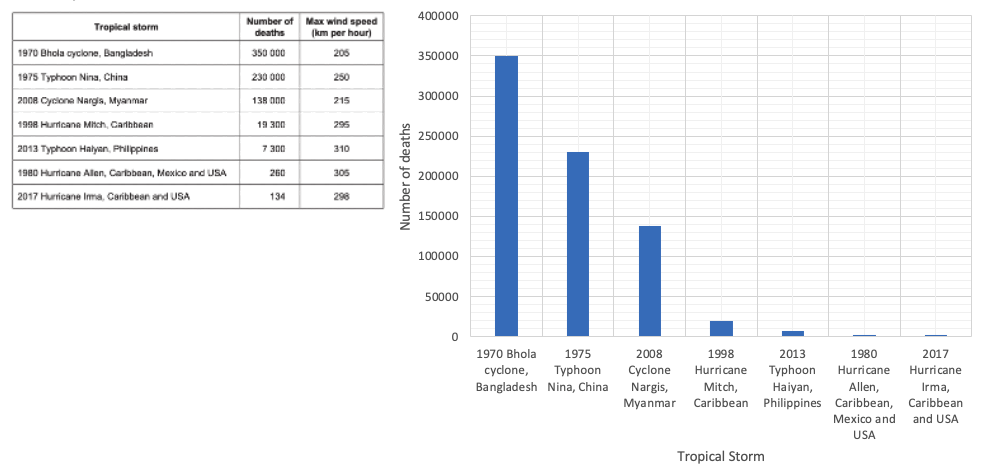 Tropical storm Number of deaths Max wind speed (km per hour)
1970 Bhola cyclone, Bangladesh 350 000 205
1975 Typhoon Nina, China 230 000 250
2008 Cyclone Nargis, Myanmar 138 000 215
1998 Hurricane Mitch, Caribbean 19 300 295
2013 Typhoon Haiyan, Philippines 7 300 310
1980 Hurricane Allen, Caribbean, Mexico and USA 260 305
2017 Hurricane Irma, Caribbean and USA 134 298
Number of deaths
400000
350000
300000
250000
200000
150000
100000
50000
0
1970 Bhola
cyclone,
Bangladesh
1975
Typhoon
Nina, China
2008
Cyclone
Nargis,
Myanmar
1998
Hurricane
Mitch,
Caribbean
2013
Typhoon
Haiyan,
Philippines
1980
Hurricane
Allen,
Caribbean,
Mexico and
USA
2017
Hurricane
Irma,
Caribbean
and USA
Tropical Storm